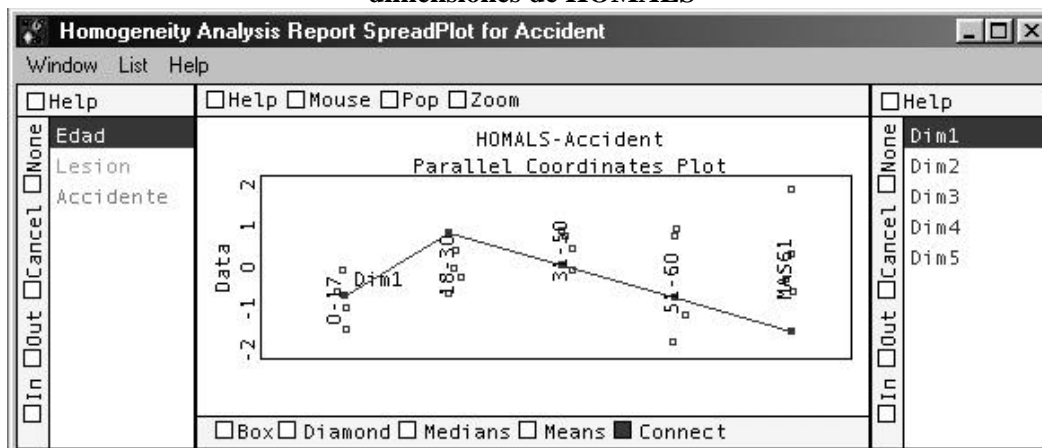 dimensiones de HOMALS
Homogeneity Analysis Report SpreadPlot for Accident
Window List Help
Help
Edad
Lesion
Accidente
In Out Cancel None
Help Mouse Pop Zoom
HOMALS-Accident
Parallel Coordinates Plot
Data
2
1
0
-1
-2
0-17
Dim1
18-30
31-50
51-60
MAS61
Box Diamond Medians Means Connect
Help
Dim1
Dim2
Dim3
Dim4
Dim5
In Out Cancel None